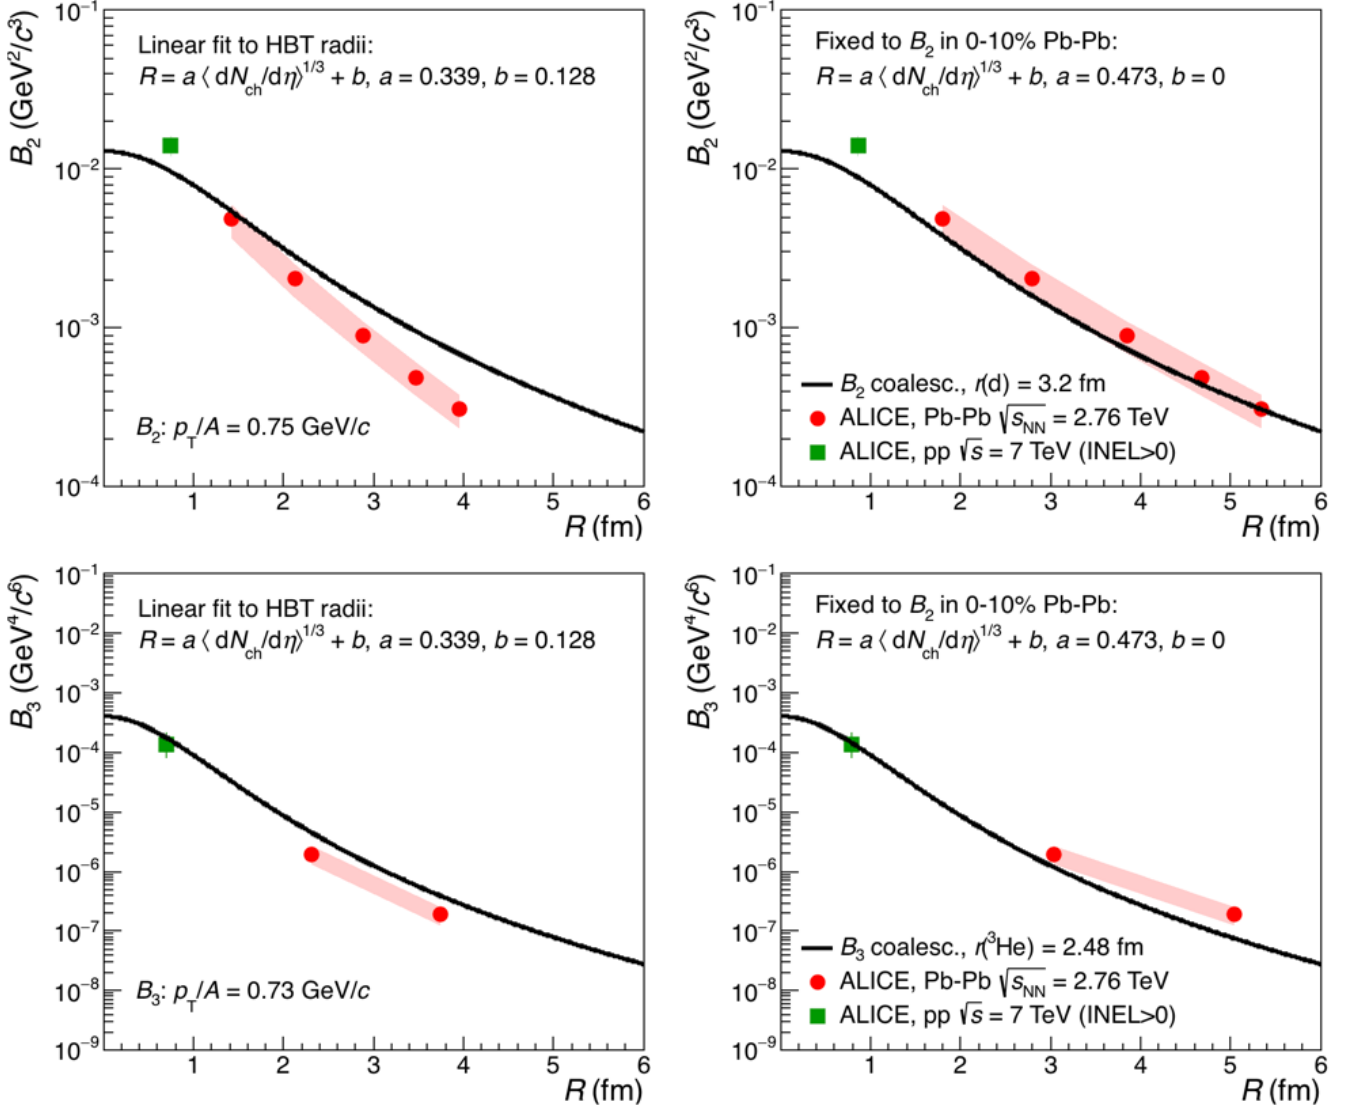 10⁻¹
10⁻²
10⁻³
10⁻⁴
B₂ (GeV²/c³)
Linear fit to HBT radii:
R = a ⟨ dN_ch/dη⟩^1/3 + b, a = 0.339, b = 0.128
B₂: p_T/A = 0.75 GeV/c
1 2 3 4 5 6
R (fm)
10⁻¹
10⁻²
10⁻³
10⁻⁴
B₂ (GeV²/c³)
Fixed to B₂ in 0-10% Pb-Pb:
R = a ⟨ dN_ch/dη⟩^1/3 + b, a = 0.473, b = 0
B₂ coalesc., r(d) = 3.2 fm
ALICE, Pb-Pb √s_NN = 2.76 TeV
ALICE, pp √s = 7 TeV (INEL>0)
1 2 3 4 5 6
R (fm)
10⁻¹
10⁻²
10⁻³
10⁻⁴
10⁻⁵
10⁻⁶
10⁻⁷
10⁻⁸
10⁻⁹
B₃ (GeV⁴/c⁶)
Linear fit to HBT radii:
R = a ⟨ dN_ch/dη⟩^1/3 + b, a = 0.339, b = 0.128
B₃: p_T/A = 0.73 GeV/c
1 2 3 4 5 6
R (fm)
10⁻¹
10⁻²
10⁻³
10⁻⁴
10⁻⁵
10⁻⁶
10⁻⁷
10⁻⁸
10⁻⁹
B₃ (GeV⁴/c⁶)
Fixed to B₂ in 0-10% Pb-Pb:
R = a ⟨ dN_ch/dη⟩^1/3 + b, a = 0.473, b = 0
B₃ coalesc., r(³He) = 2.48 fm
ALICE, Pb-Pb √s_NN = 2.76 TeV
ALICE, pp √s = 7 TeV (INEL>0)
1 2 3 4 5 6
R (fm)